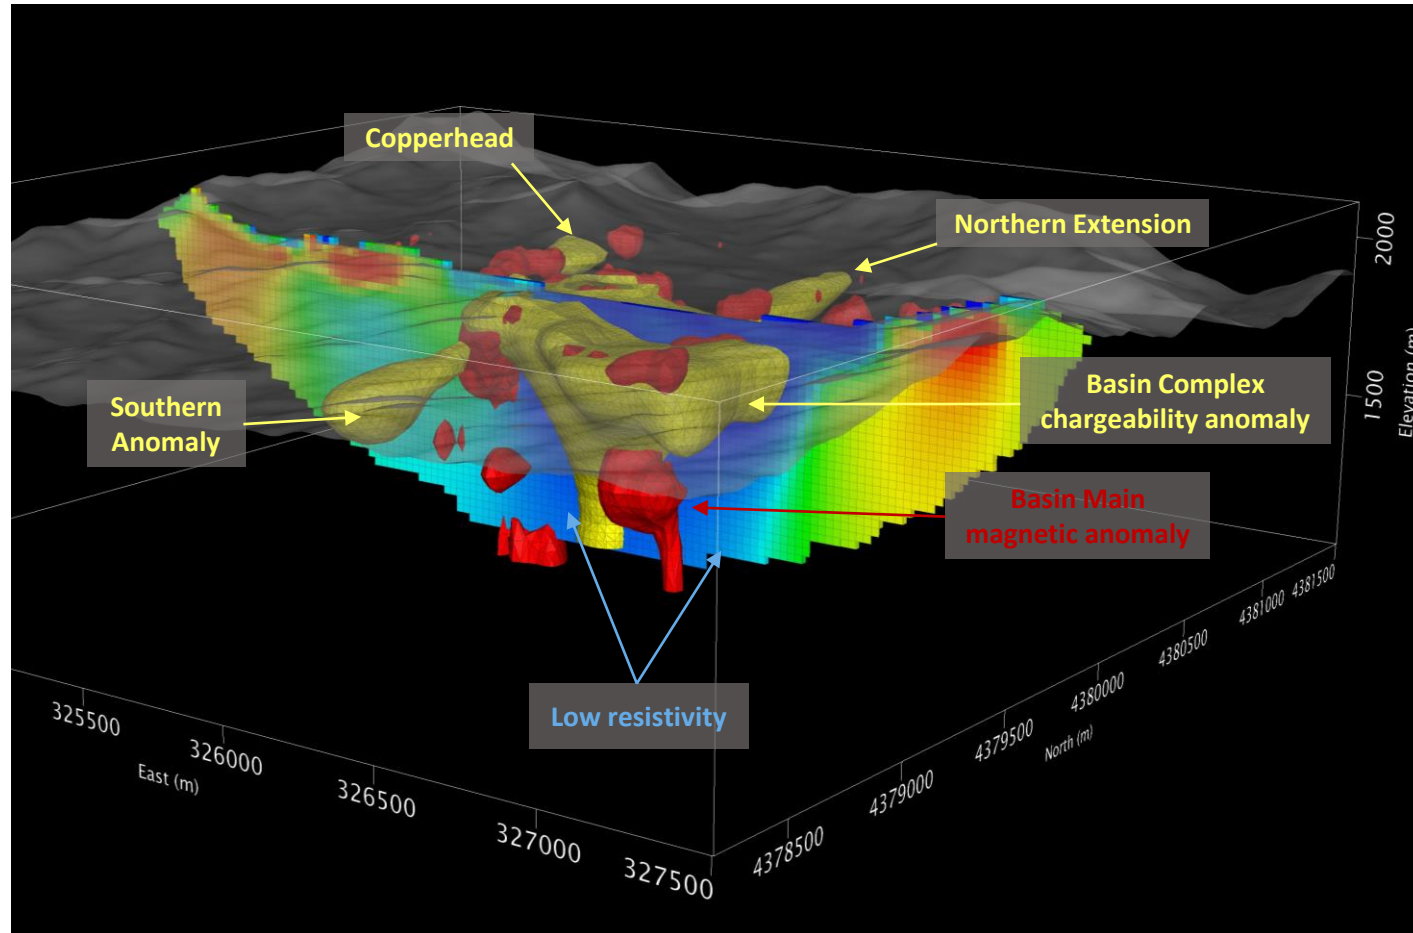 Copperhead
Northern Extension
2000
Southern
Anomaly
Basin Complex
chargeability anomaly
1500
Elevation (m)
Basin Main
magnetic anomaly
Low resistivity
325500
326000
326500
327000
327500
East (m)
4378500
4379000
4379500
4380000
4380500
4381000
4381500
North (m)